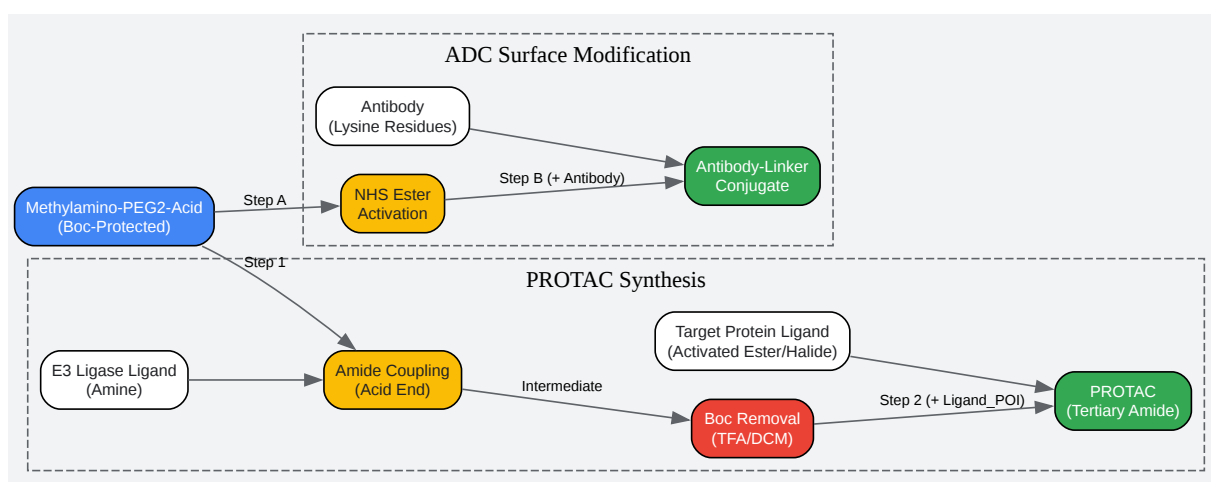 ADC Surface Modification
Antibody
(Lysine Residues)
Antibody-Linker
Conjugate
Step B (+ Antibody)
NHS Ester
Activation
Step A
Methylamino-PEG2-Acid
(Boc-Protected)
Step 1
PROTAC Synthesis
Target Protein Ligand
(Activated Ester/Halide)
E3 Ligase Ligand
(Amine)
Amide Coupling
(Acid End)
Intermediate
Boc Removal
(TFA/DCM)
Step 2 (+ Ligand_POI)
PROTAC
(Tertiary Amide)